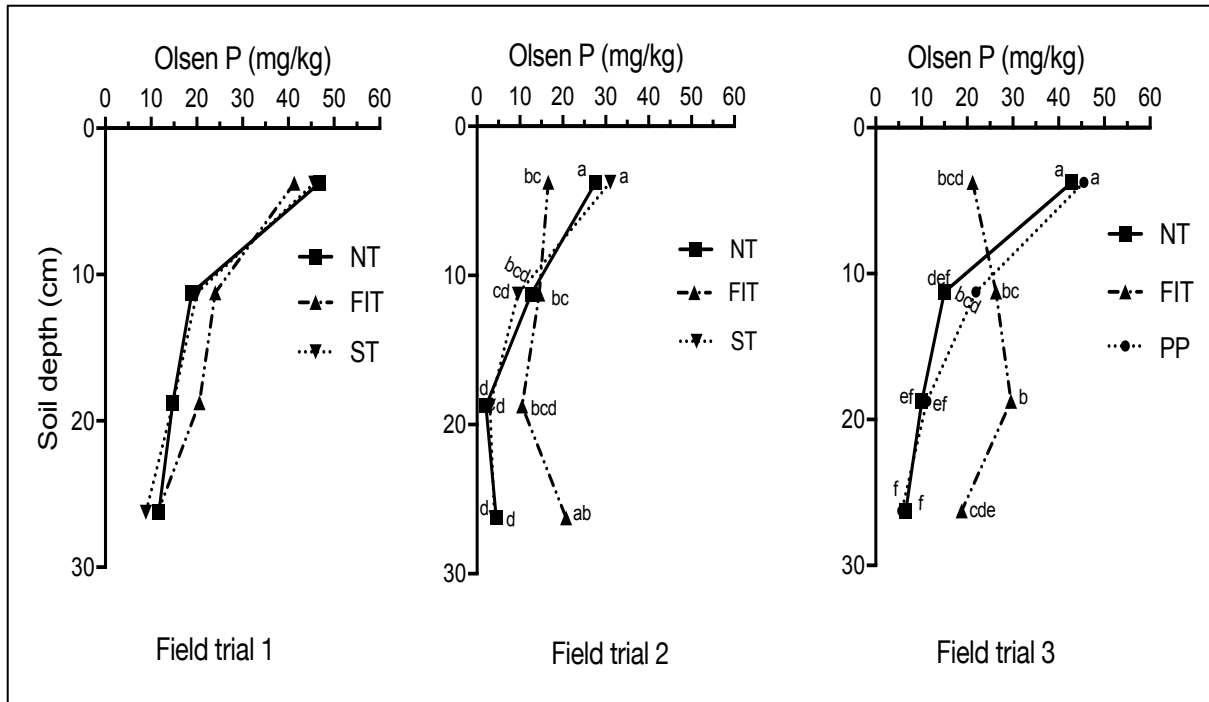 Olsen P (mg/kg)
0 10 20 30 40 50 60
0
10
20
30
Soil depth (cm)
NT
FIT
ST
Field trial 1
Olsen P (mg/kg)
0 10 20 30 40 50 60
0
10
20
30
bc a a
bcd
cd bc
d
d bcd
d d ab
NT
FIT
ST
Field trial 2
Olsen P (mg/kg)
0 10 20 30 40 50 60
0
10
20
30
bcd a a
def
bcd bc
ef ef b
f f cde
NT
FIT
PP
Field trial 3